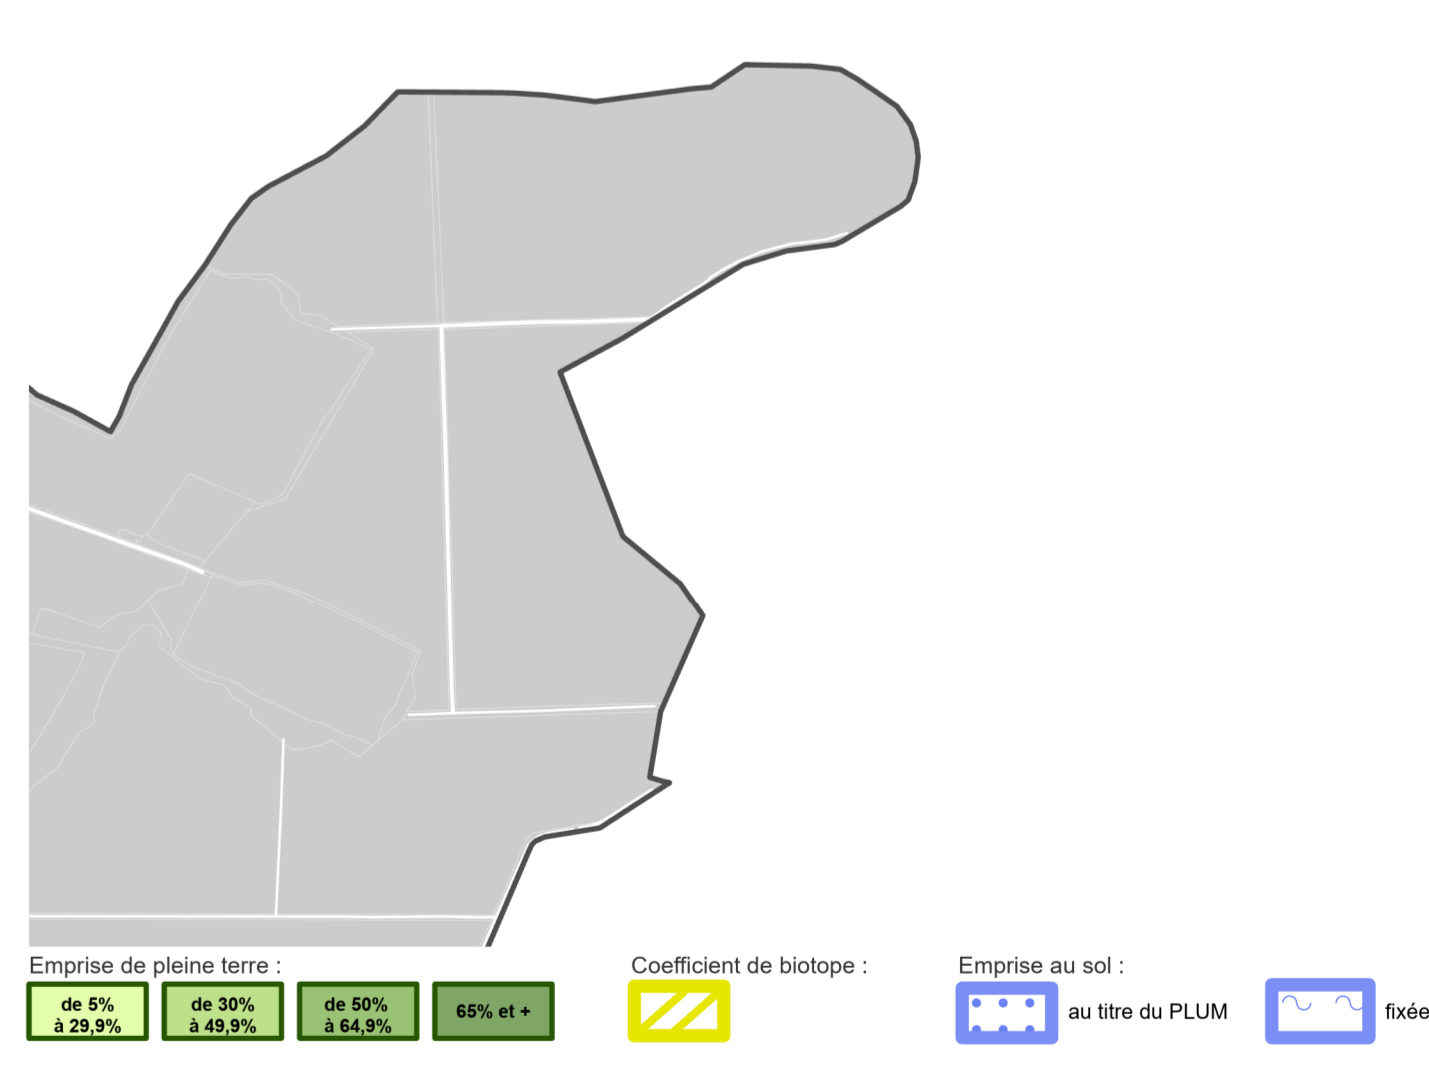 Emprise de pleine terre :
de 5%
à 29,9%
de 30%
à 49,9%
de 50%
à 64,9%
65% et +
Coefficient de biotope :
Emprise au sol :
au titre du PLUM
fixée